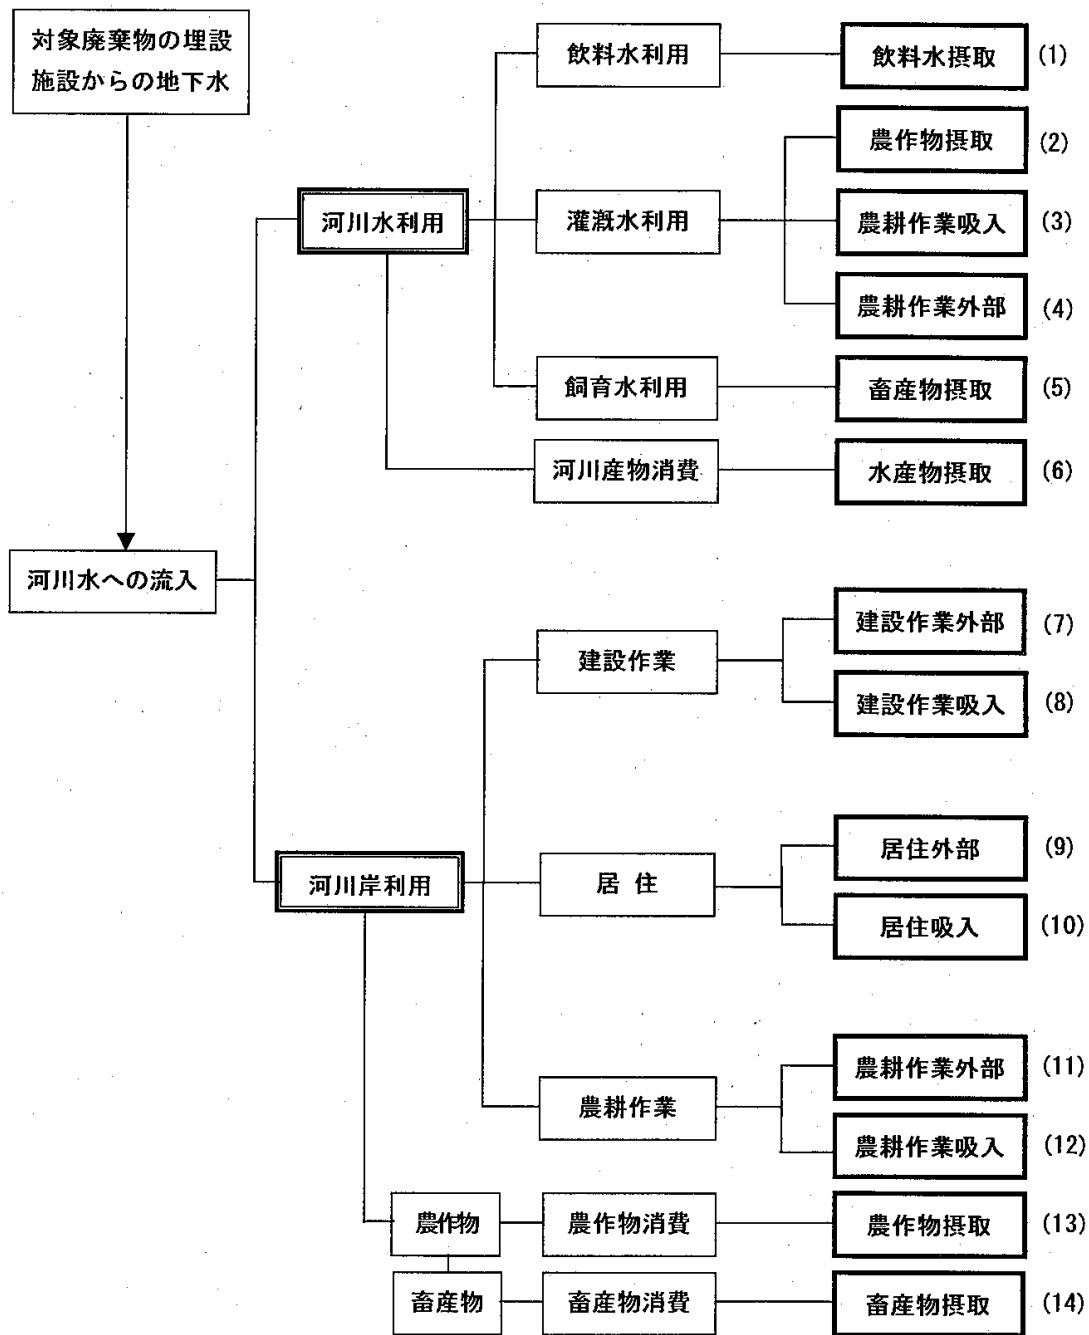 対象廃棄物の埋設
施設からの地下水
河川水への流入
河川水利用
飲料水利用
飲料水摂取
(1)
灌漑水利用
農作物摂取
(2)
農耕作業吸入
(3)
農耕作業外部
(4)
飼育水利用
畜産物摂取
(5)
河川産物消費
水産物摂取
(6)
河川岸利用
建設作業
建設作業外部
(7)
建設作業吸入
(8)
居 住
居住外部
(9)
居住吸入
(10)
農耕作業
農耕作業外部
(11)
農耕作業吸入
(12)
農作物
農作物消費
農作物摂取
(13)
畜産物
畜産物消費
畜産物摂取
(14)